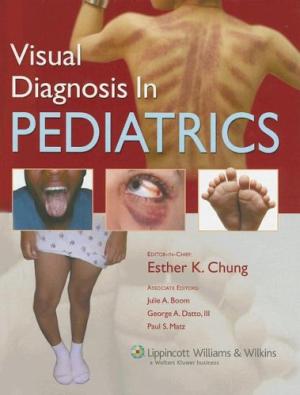 Visual
Diagnosis In
PEDIATRICS
EDITOR-IN-CHIEF:
Esther K. Chung
ASSOCIATE EDITORS:
Julie A. Boom
George A. Datto, III
Paul S. Matz
Lippincott Williams & Wilkins
a Wolters Kluwer business